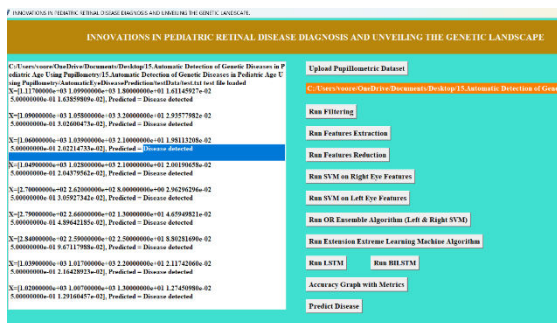 INNOVATIONS IN PEDIATRIC RETINAL DISEASE DIAGNOSIS AND UNVEILING THE GENETIC LANDSCAPE.
INNOVATIONS IN PEDIATRIC RETINAL DISEASE DIAGNOSIS AND UNVEILING THE GENETIC LANDSCAPE
C:/Users/voore/OneDrive/Documents/Desktop/15.Automatic Detection of Genetic Diseases in P
ediatric Age Using Pupillometry/15.Automatic Detection of Genetic Diseases in Pediatric Age U
sing Pupillometry/AutomaticEyeDiseasePrediction/testData/test.txt test file loaded
X=[1.11700000e+03 1.09900000e+03 1.80000000e+01 1.61145927e-02
5.00000000e-01 1.63859809e-02], Predicted = Disease detected
X=[1.09000000e+03 1.05800000e+03 3.20000000e+01 2.93577982e-02
5.00000000e-01 3.02600473e-02], Predicted = Disease detected
X=[1.06000000e+03 1.03900000e+03 2.10000000e+01 1.98113208e-02
5.00000000e-01 2.02214733e-02], Predicted = Disease detected
X=[1.04900000e+03 1.02800000e+03 2.10000000e+01 2.00190658e-02
5.00000000e-01 2.04379562e-02], Predicted = Disease detected
X=[2.70000000e+02 2.62000000e+02 8.00000000e+00 2.96296296e-02
5.00000000e-01 3.05927342e-02], Predicted = Disease detected
X=[2.79000000e+02 2.66000000e+02 1.30000000e+01 4.65949821e-02
5.00000000e-01 4.89642185e-02], Predicted = Disease detected
X=[2.84000000e+02 2.59000000e+02 2.50000000e+01 8.80281690e-02
5.00000000e-01 9.67117988e-02], Predicted = Disease detected
X=[1.03900000e+03 1.01700000e+03 2.20000000e+01 2.11742060e-02
5.00000000e-01 2.16428923e-02], Predicted = Disease detected
X=[1.02000000e+03 1.00700000e+03 1.30000000e+01 1.27450980e-02
5.00000000e-01 1.29160457e-02], Predicted = Disease detected
Upload Pupillometric Dataset
C:/Users/voore/OneDrive/Documents/Desktop/15.Automatic Detection of Gene
Run Filtering
Run Features Extraction
Run Features Reduction
Run SVM on Right Eye Features
Run SVM on Left Eye Features
Run OR Ensemble Algorithm (Left & Right SVM)
Run Extension Extreme Learning Machine Algorithm
Run LSTM Run BILSTM
Accuracy Graph with Metrics
Predict Disease